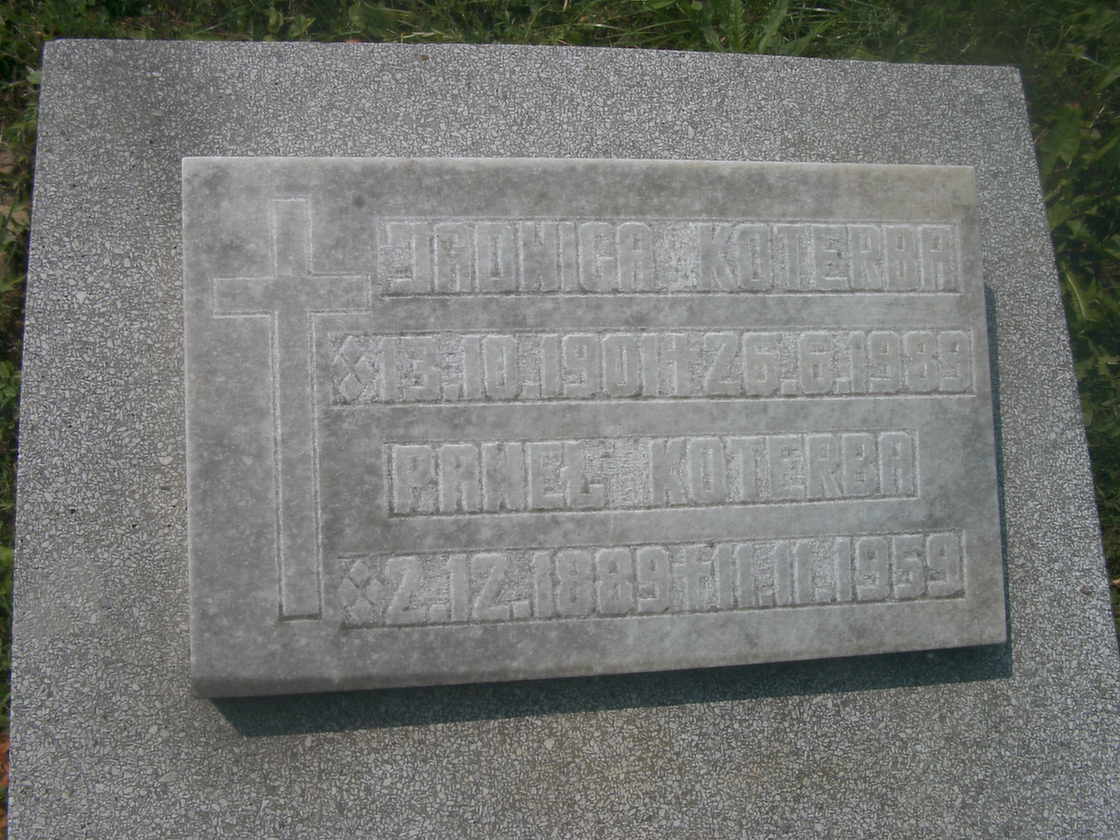 JADWIGA KOTERBA
13.10.1901 † 26.6.1989
PAWEŁ KOTERBA
2.12.1889 † 11.11.1959